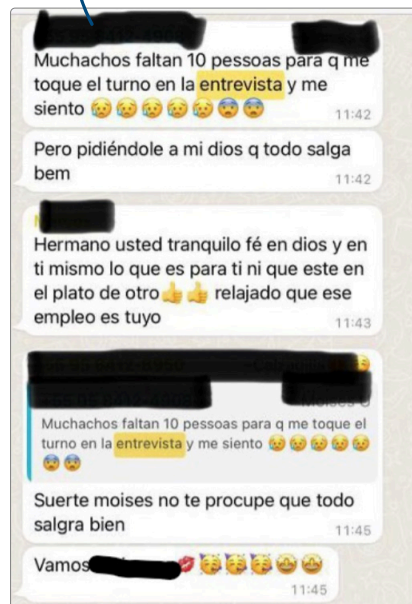 Muchachos faltan 10 pessoas para q me
toque el turno en la entrevista y me
siento 😥😥😥😥😥😨😨
11:42
Pero pidiéndole a mi dios q todo salga
bem
11:42
Hermano usted tranquilo fé en dios y en
ti mismo lo que es para ti ni que este en
el plato de otro👍👍 relajado que ese
empleo es tuyo
11:43
Muchachos faltan 10 pessoas para q me toque el
turno en la entrevista y me siento 😥😥😥😥😥
😨😨
Suerte moises no te procupe que todo
salgra bien
11:45
Vamos 💋🥳🥳🥳🤩🤩
11:45